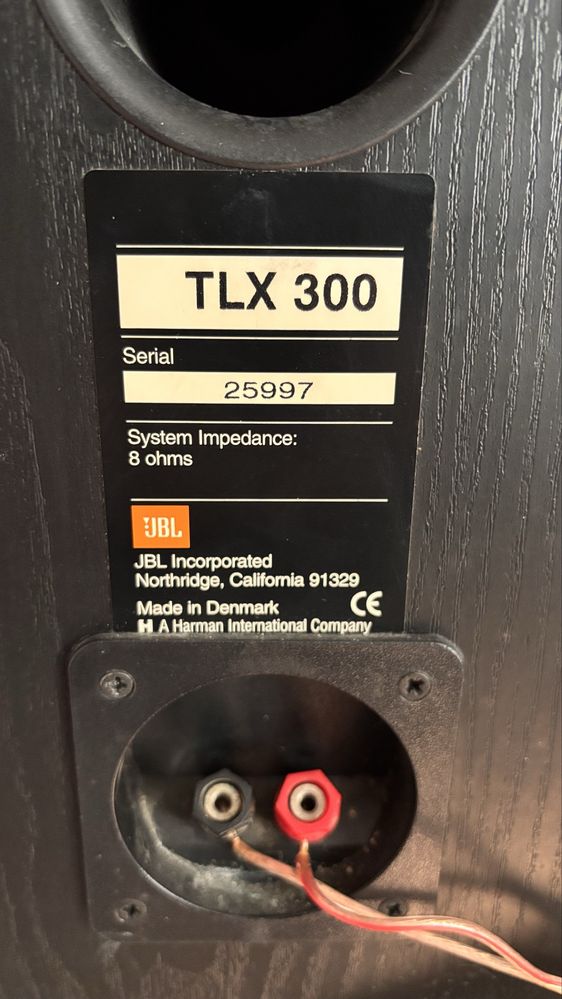 TLX 300
Serial
25997
System Impedance:
8 ohms
JBL
JBL Incorporated
Northridge, California 91329
Made in Denmark CE
H A Harman International Company